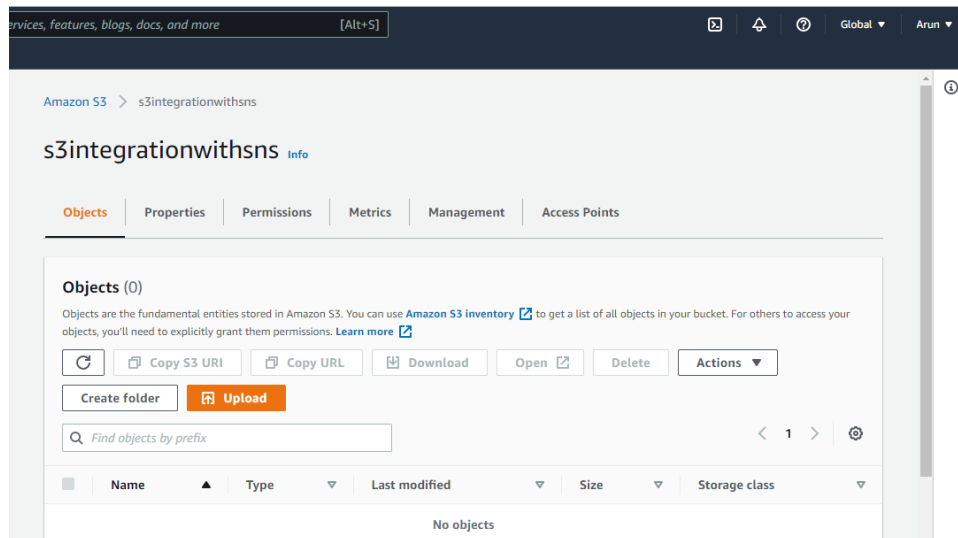 services, features, blogs, docs, and more [Alt+S] Global Arun
Amazon S3 s3integrationwithsns
s3integrationwithsns Info
Objects Properties Permissions Metrics Management Access Points
Objects (0)
Objects are the fundamental entities stored in Amazon S3. You can use Amazon S3 inventory to get a list of all objects in your bucket. For others to access your
objects, you'll need to explicitly grant them permissions. Learn more
Copy S3 URI Copy URL Download Open Delete Actions
Create folder Upload
Find objects by prefix 1
Name Type Last modified Size Storage class
No objects